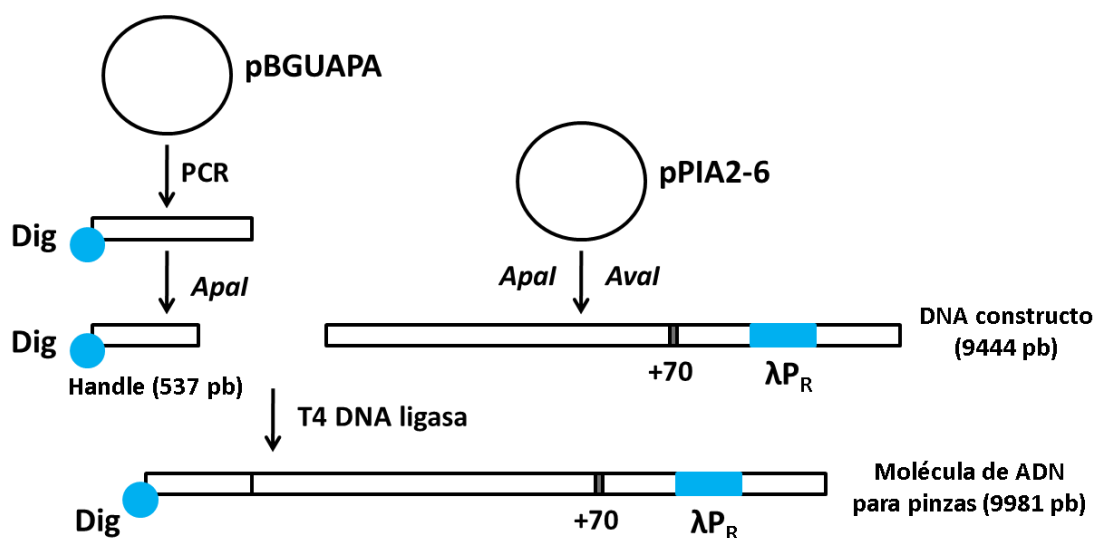 pBGUAPA
PCR
pPIA2-6
Dig
ApaI
ApaI AvaI
Dig
DNA constructo
(9444 pb)
+70
λPR
Handle (537 pb)
T4 DNA ligasa
Molécula de ADN
para pinzas (9981 pb)
Dig
+70
λPR